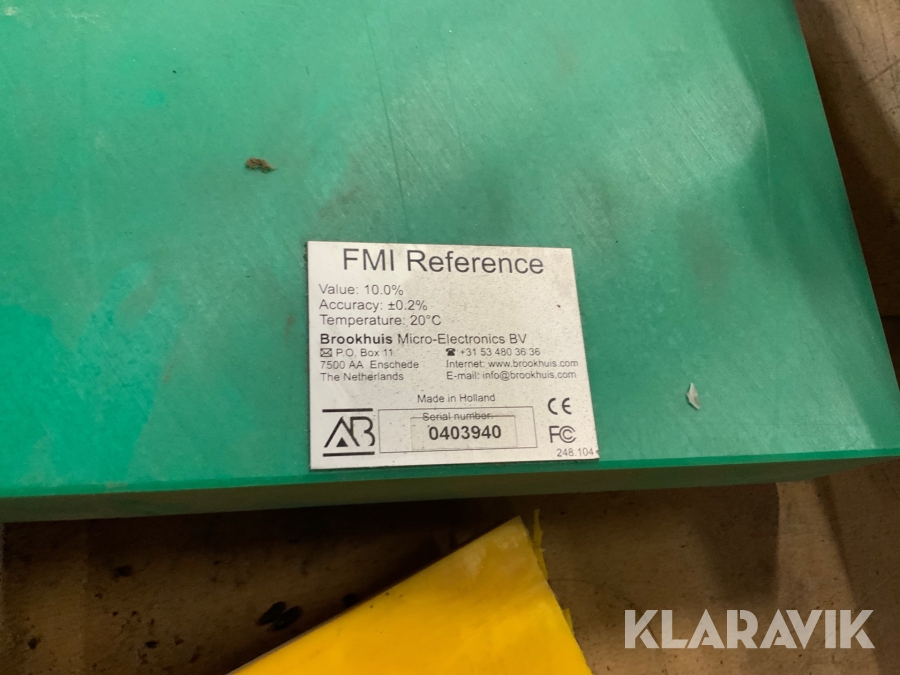 FMI Reference
Value: 10.0%
Accuracy: ±0.2%
Temperature: 20°C
Brookhuis Micro-Electronics BV
✉ P.O. Box 11 ☎ +31 53 480 36 36
7500 AA Enschede Internet: www.brookhuis.com
The Netherlands E-mail: info@brookhuis.com
Made in Holland
AB Serial number: CE
0403940 FC
248.104
KLARAVIK